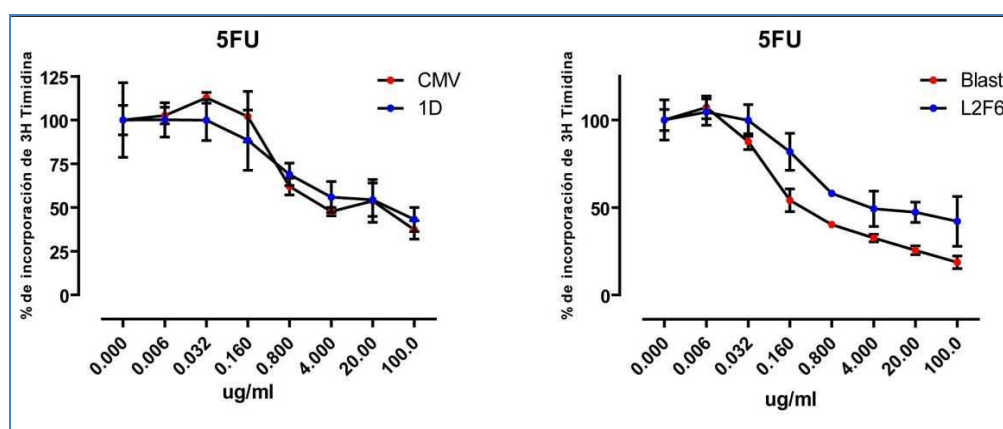 5FU
% de incorporación de 3H Timidina
125
100
75
50
25
0
CMV
1D
0.000
0.006
0.032
0.160
0.800
4.000
20.00
100.0
ug/ml
5FU
% de incorporación de 3H Timidina
100
50
0
Blast
L2F6
0.000
0.006
0.032
0.160
0.800
4.000
20.00
100.0
ug/ml